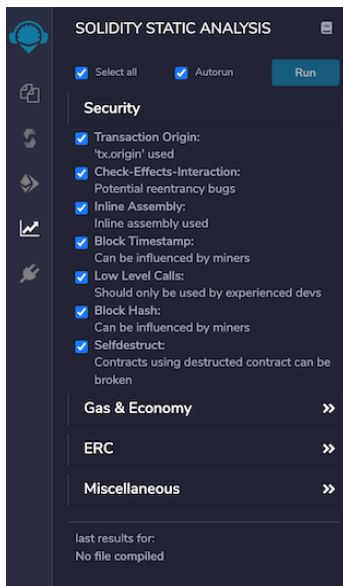 SOLIDITY STATIC ANALYSIS
Select all
Autorun
Run
Security
Transaction Origin:
'tx.origin' used
Check-Effects-Interaction:
Potential reentrancy bugs
Inline Assembly:
Inline assembly used
Block Timestamp:
Can be influenced by miners
Low Level Calls:
Should only be used by experienced devs
Block Hash:
Can be influenced by miners
Selfdestruct:
Contracts using destructed contract can be
broken
Gas & Economy
ERC
Miscellaneous
last results for:
No file compiled